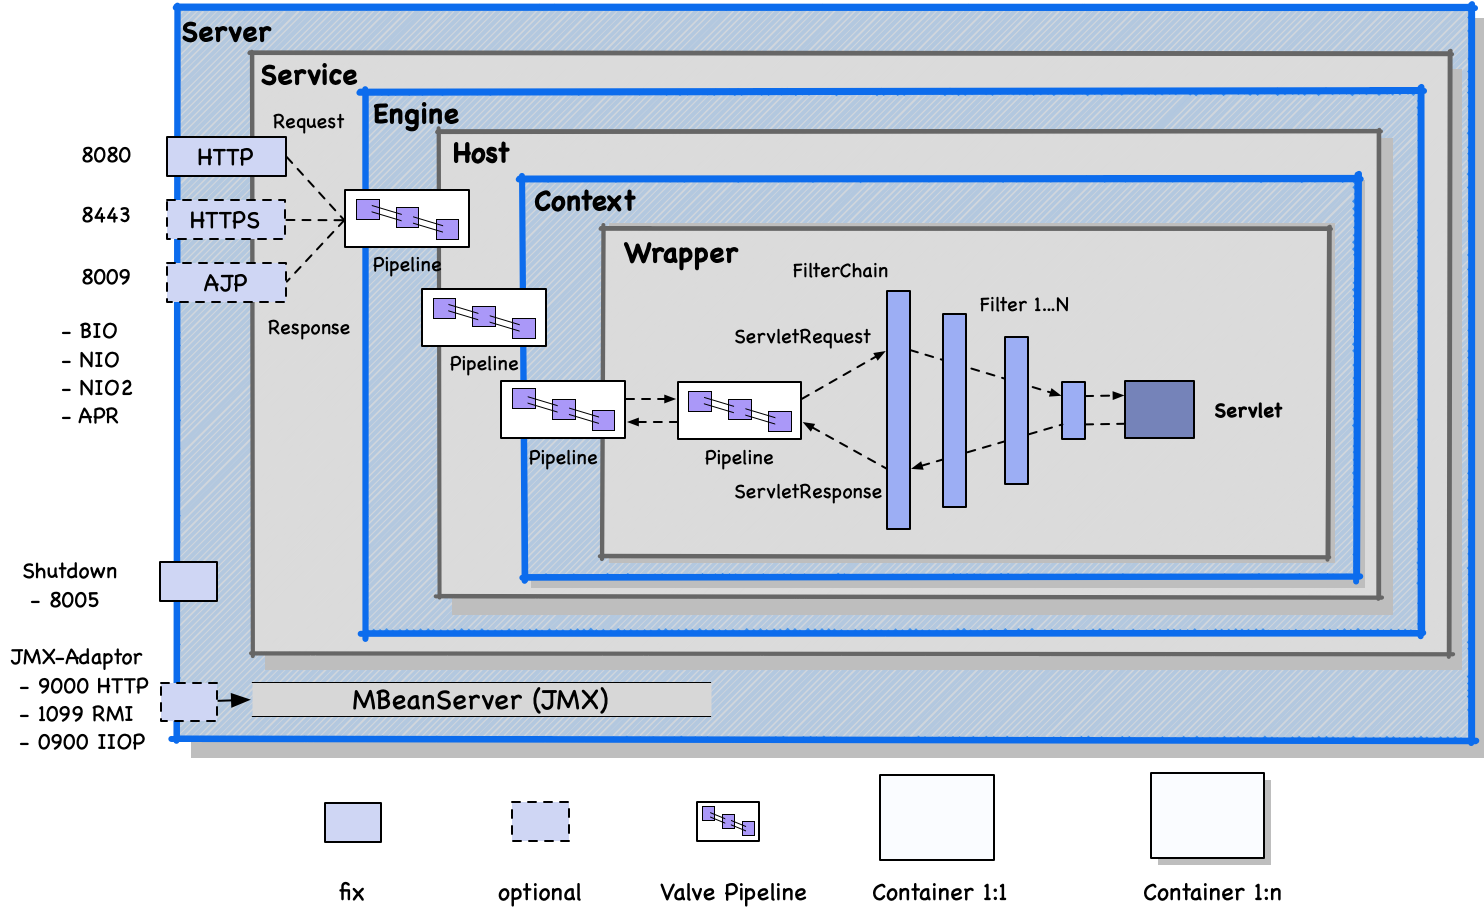 Server
Service
Request
Engine
Host
8080
HTTP
Context
8443
HTTPS
Wrapper
Pipeline
FilterChain
8009
AJP
Filter 1...N
Response
- BIO
ServletRequest
- NIO
Pipeline
- NIO2
- APR
Servlet
Pipeline
Pipeline
ServletResponse
Shutdown
- 8005
JMX-Adaptor
- 9000 HTTP
- 1099 RMI
- 0900 IIOP
MBeanServer (JMX)
fix
optional
Valve Pipeline
Container 1:1
Container 1:n